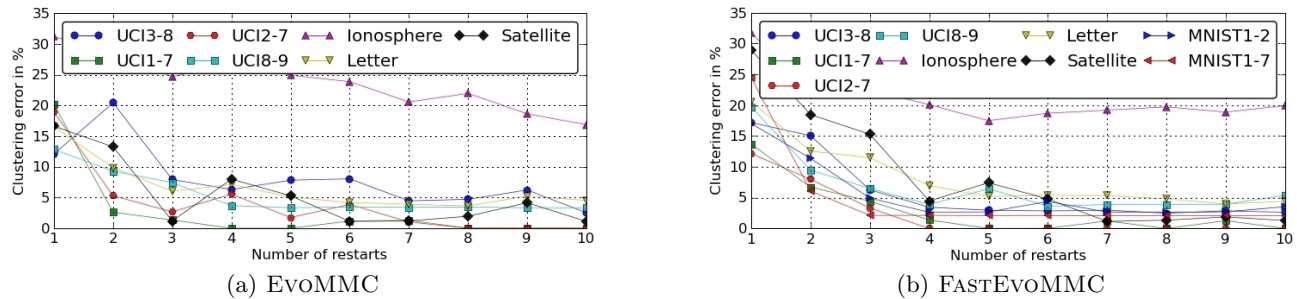 35
30
25
20
15
10
5
0
Clustering error in %
UCI3-8 UCI2-7 Ionosphere Satellite
UCI1-7 UCI8-9 Letter
1 2 3 4 5 6 7 8 9 10
Number of restarts
(a) EVOMMC
35
30
25
20
15
10
5
0
Clustering error in %
UCI3-8 UCI8-9 Letter MNIST1-2
UCI1-7 Ionosphere Satellite MNIST1-7
UCI2-7
1 2 3 4 5 6 7 8 9 10
Number of restarts
(b) FASTEVOMMC